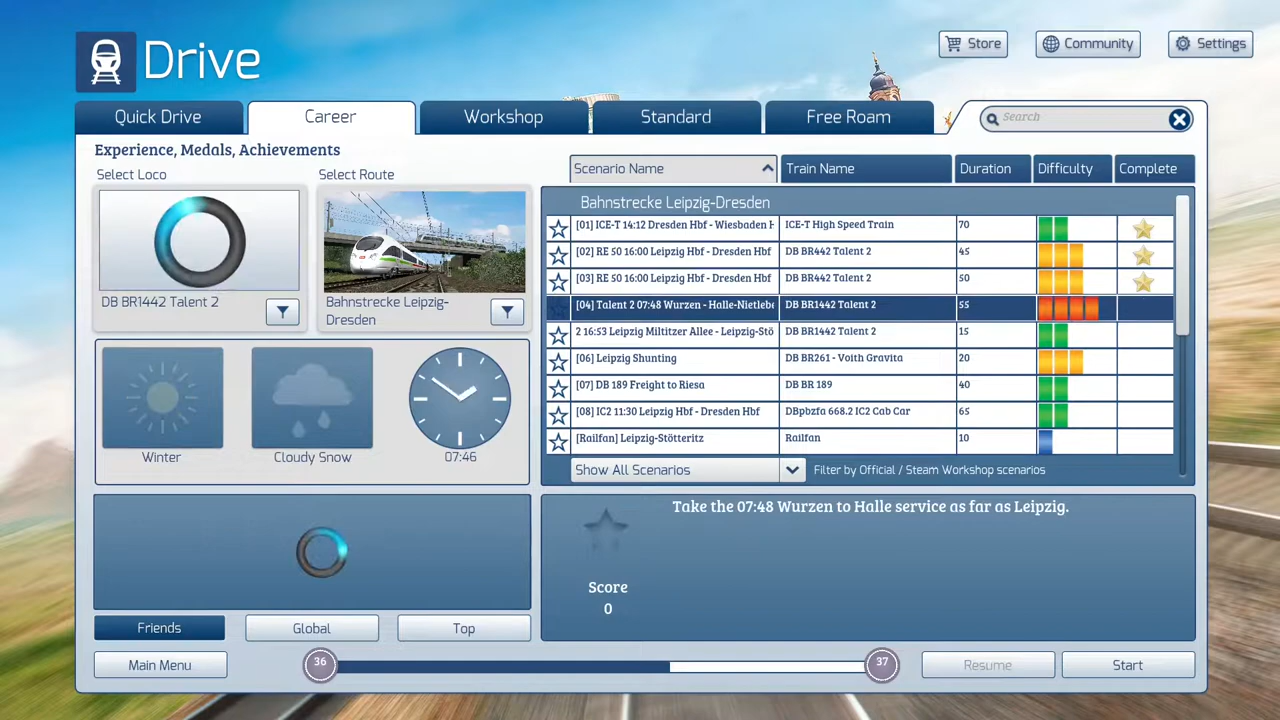 Drive
Store
Community
Settings
Quick Drive
Career
Workshop
Standard
Free Roam
Search
Experience, Medals, Achievements
Select Loco
Select Route
DB BR1442 Talent 2
Bahnstrecke Leipzig-
Dresden
Winter
Cloudy Snow
07:46
Scenario Name
Train Name
Duration
Difficulty
Complete
Bahnstrecke Leipzig-Dresden
[01] ICE-T 14:12 Dresden Hbf - Wiesbaden H
ICE-T High Speed Train
70
[02] RE 50 16:00 Leipzig Hbf - Dresden Hbf
DB BR442 Talent 2
45
[03] RE 50 16:00 Leipzig Hbf - Dresden Hbf
DB BR442 Talent 2
50
[04] Talent 2 07:48 Wurzen - Halle-Nietlebe
DB BR1442 Talent 2
55
2 16:53 Leipzig Miltitzer Allee - Leipzig-Stö
DB BR1442 Talent 2
15
[06] Leipzig Shunting
DB BR261 - Voith Gravita
20
[07] DB 189 Freight to Riesa
DB BR 189
40
[08] IC2 11:30 Leipzig Hbf - Dresden Hbf
DBpbzfa 668.2 IC2 Cab Car
65
[Railfan] Leipzig-Stötteritz
Railfan
10
Show All Scenarios
Filter by Official / Steam Workshop scenarios
Take the 07:48 Wurzen to Halle service as far as Leipzig.
Score
0
Friends
Global
Top
Main Menu
36
37
Resume
Start